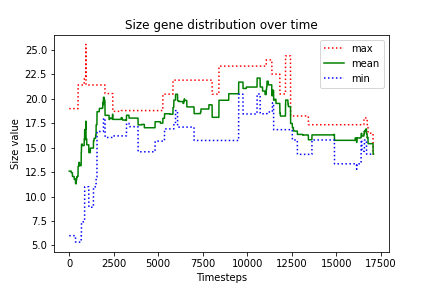 Size gene distribution over time
Size value
25.0
22.5
20.0
17.5
15.0
12.5
10.0
7.5
5.0
max
mean
min
0 2500 5000 7500 10000 12500 15000 17500
Timesteps